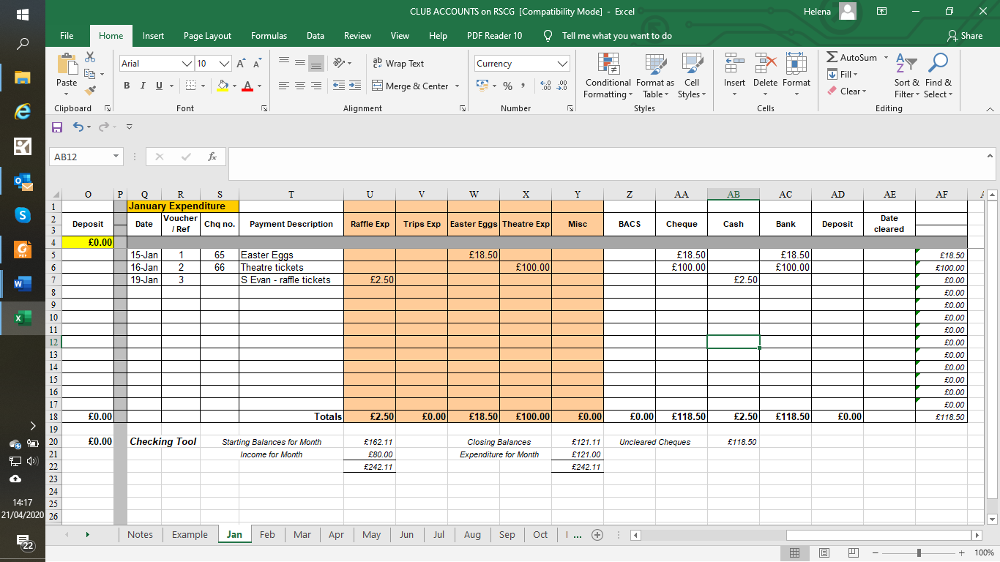 CLUB ACCOUNTS on RSCG [Compatibility Mode] - Excel
Helena
File Home Insert Page Layout Formulas Data Review View Help PDF Reader 10 Tell me what you want to do Share
Paste
Arial 10
B I U
Wrap Text
Merge & Center
Currency
% ,
Conditional Formatting
Format as Table
Cell Styles
Insert Delete Format
AutoSum
Fill
Clear
Sort & Filter
Find & Select
Clipboard Font Alignment Number Styles Cells Editing
AB12 fx
O P Q R S T U V W X Y Z AA AB AC AD AE AF
1 January Expenditure
2 3 Deposit Date Voucher / Ref Chq no. Payment Description Raffle Exp Trips Exp Easter Eggs Theatre Exp Misc BACS Cheque Cash Bank Deposit Date cleared
4 £0.00
5 15-Jan 1 65 Easter Eggs £18.50 £18.50 £18.50 £18.50
6 16-Jan 2 66 Theatre tickets £100.00 £100.00 £100.00 £100.00
7 19-Jan 3 S Evan - raffle tickets £2.50 £2.50 £0.00
8 £0.00
9 £0.00
10 £0.00
11 £0.00
12 £0.00
13 £0.00
14 £0.00
15 £0.00
16 £0.00
17 £0.00
18 £0.00 Totals £2.50 £0.00 £18.50 £100.00 £0.00 £0.00 £118.50 £2.50 £118.50 £0.00 £118.50
19
20 £0.00 Checking Tool Starting Balances for Month £162.11 Closing Balances £121.11 Uncleared Cheques £118.50
21 Income for Month £80.00 Expenditure for Month £121.00
22 £242.11 £242.11
23
24
25
26
Notes Example Jan Feb Mar Apr May Jun Jul Aug Sep Oct ...
100%
14:17
21/04/2020
22